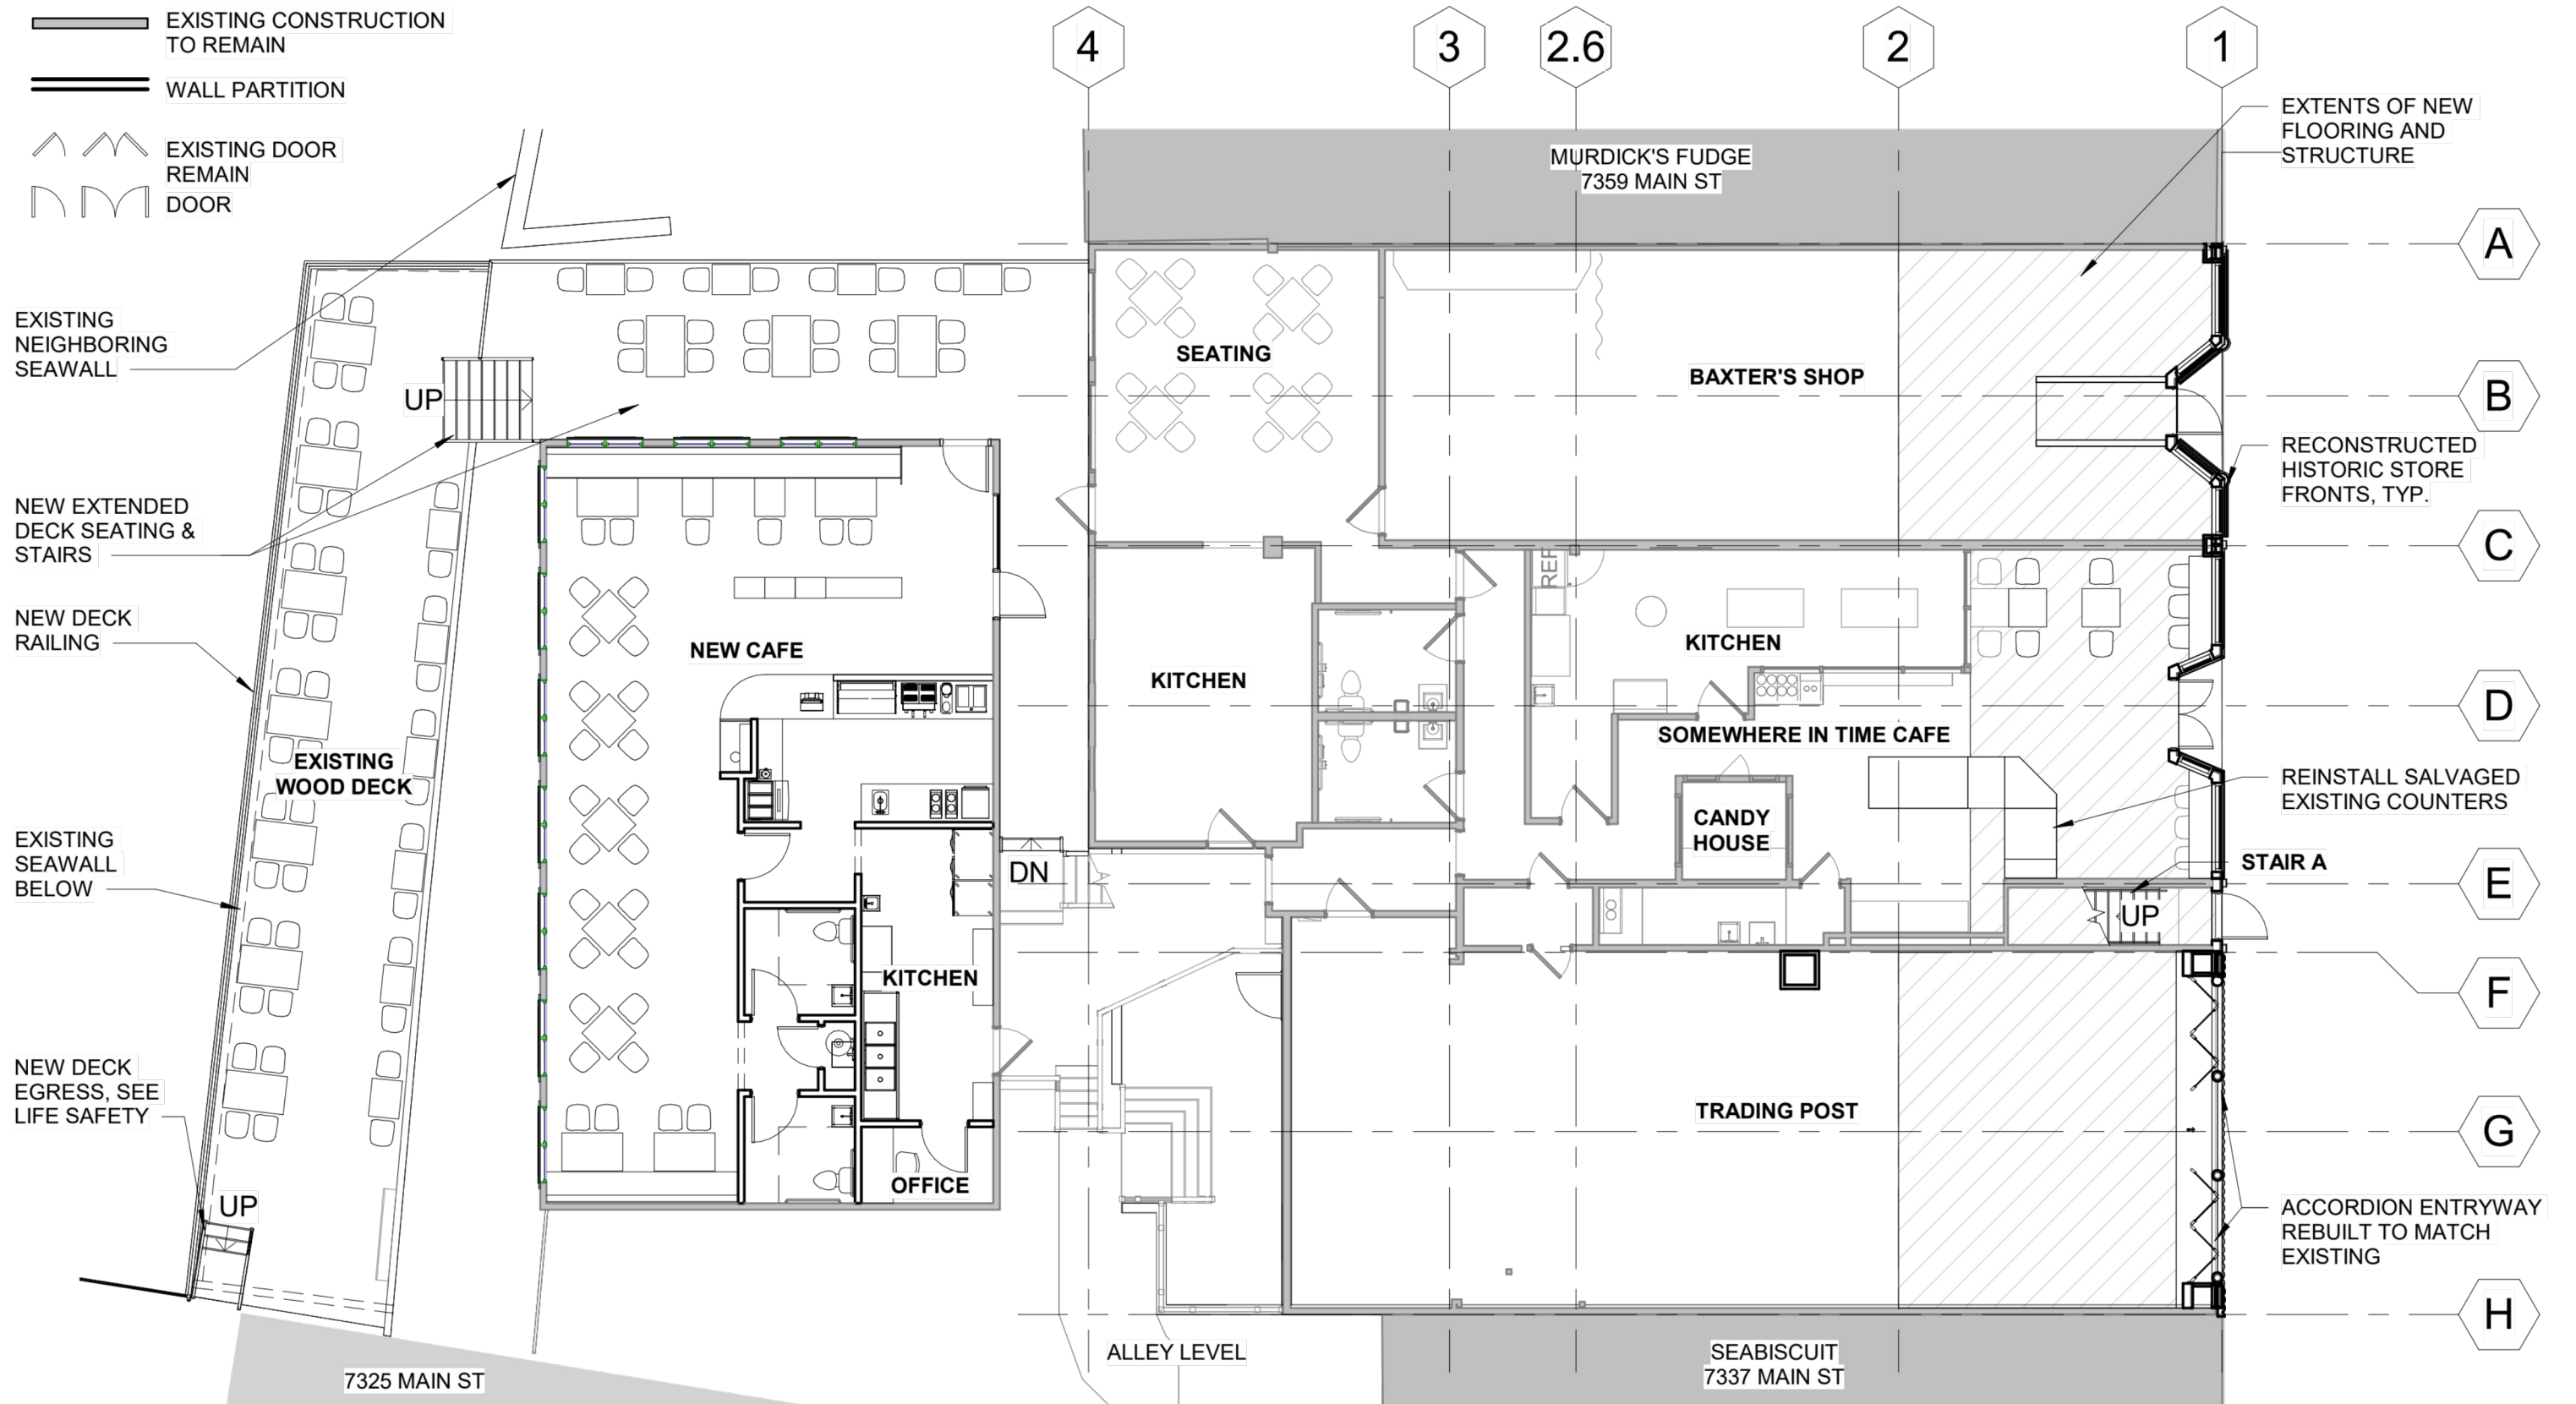 EXISTING CONSTRUCTION
TO REMAIN
WALL PARTITION
EXISTING DOOR
REMAIN
DOOR
4
3
2.6
2
1
EXTENTS OF NEW
FLOORING AND
STRUCTURE
MURDICK'S FUDGE
7359 MAIN ST
A
EXISTING
NEIGHBORING
SEAWALL
SEATING
BAXTER'S SHOP
UP
B
RECONSTRUCTED
HISTORIC STORE
FRONTS, TYP.
NEW EXTENDED
DECK SEATING &
STAIRS
C
REF
NEW DECK
RAILING
NEW CAFE
KITCHEN
KITCHEN
D
SOMEWHERE IN TIME CAFE
EXISTING
WOOD DECK
REINSTALL SALVAGED
EXISTING COUNTERS
CANDY
HOUSE
EXISTING
SEAWALL
BELOW
DN
STAIR A
E
UP
KITCHEN
F
NEW DECK
EGRESS, SEE
LIFE SAFETY
TRADING POST
G
OFFICE
UP
ACCORDION ENTRYWAY
REBUILT TO MATCH
EXISTING
H
ALLEY LEVEL
SEABISCUIT
7337 MAIN ST
7325 MAIN ST